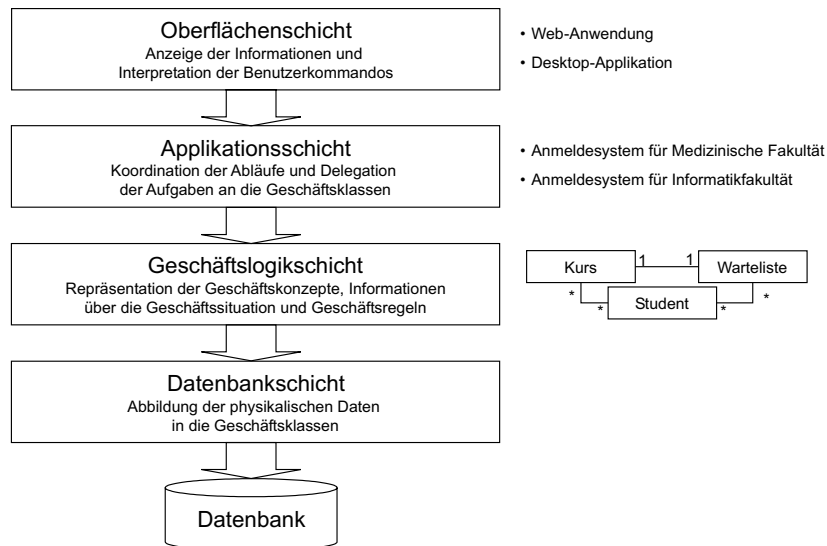 Oberflächenschicht
Anzeige der Informationen und
Interpretation der Benutzerkommandos
• Web-Anwendung
• Desktop-Applikation
Applikationsschicht
Koordination der Abläufe und Delegation
der Aufgaben an die Geschäftsklassen
• Anmeldesystem für Medizinische Fakultät
• Anmeldesystem für Informatikfakultät
Geschäftslogikschicht
Repräsentation der Geschäftskonzepte, Informationen
über die Geschäftssituation und Geschäftsregeln
Kurs 1 1 Warteliste
* * Student * *
Datenbankschicht
Abbildung der physikalischen Daten
in die Geschäftsklassen
Datenbank